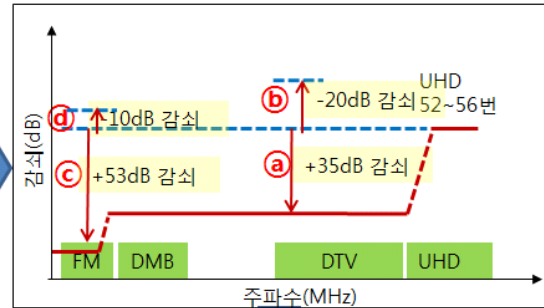 UHD
52~56번
ⓑ
-20dB 감쇠
ⓓ
-10dB 감쇠
ⓐ
+35dB 감쇠
ⓒ
+53dB 감쇠
감쇠(dB)
FM
DMB
DTV
UHD
주파수(MHz)